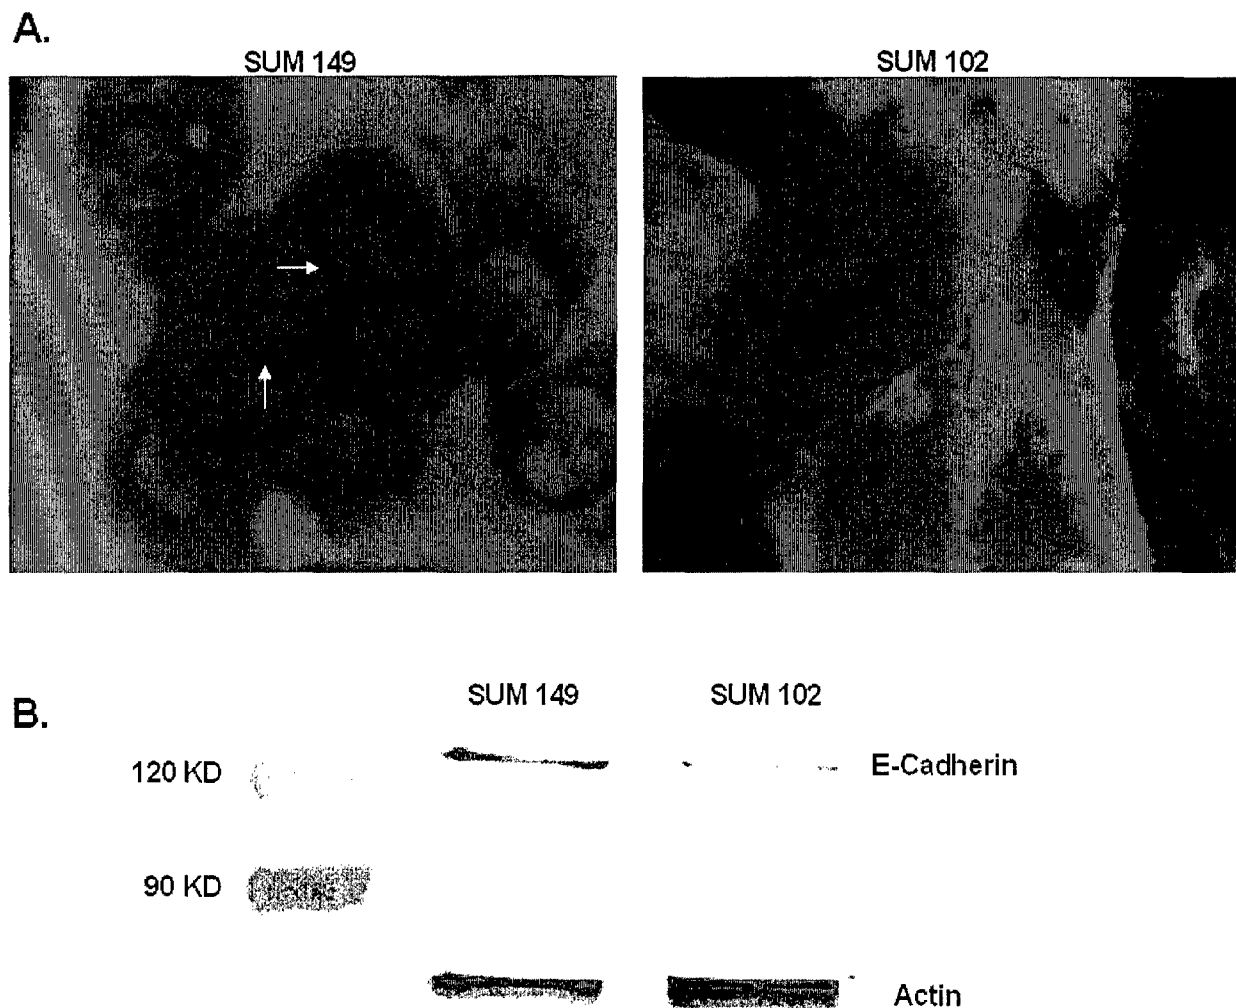 A.
SUM 149
SUM 102
B.
SUM 149
SUM 102
120 KD
E-Cadherin
90 KD
Actin